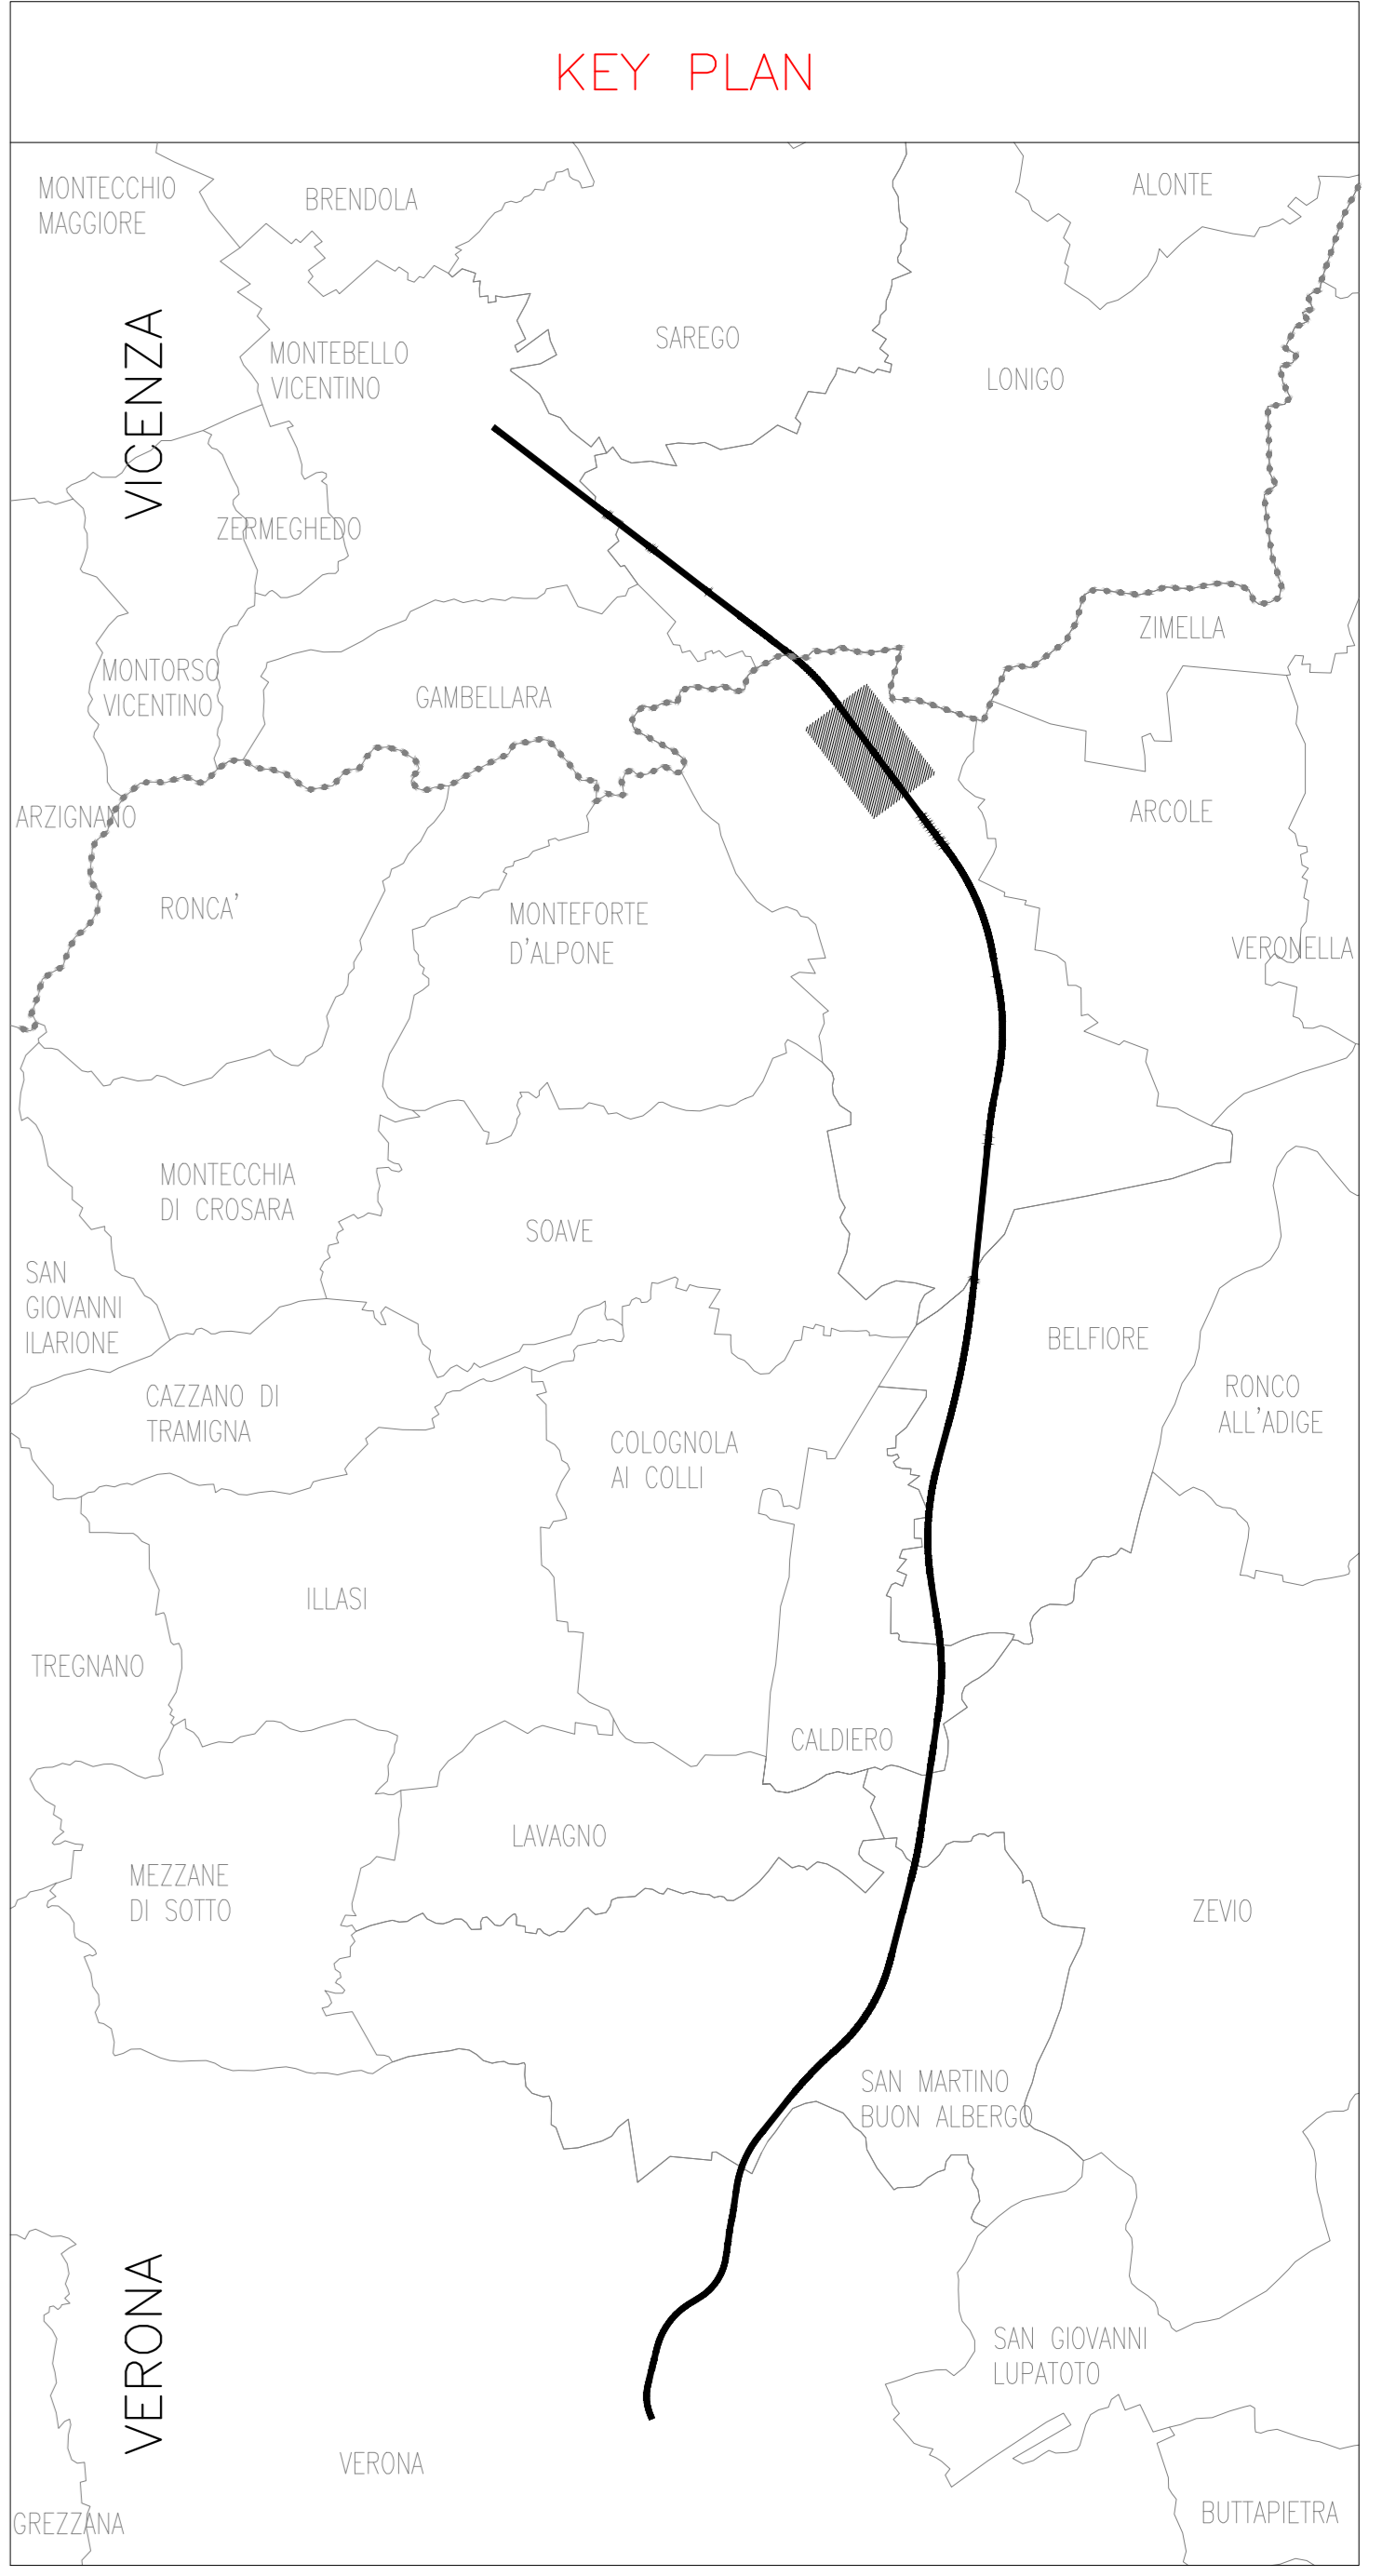 KEY PLAN
MONTECCHIO
MAGGIORE
BRENDOLA
ALONTE
VICENZA
MONTEBELLO
VICENTINO
SAREGO
LONIGO
ZERMEGHEDO
ZIMELLA
MONTORSO
VICENTINO
GAMBELLARA
ARZIGNANO
ARCOLE
RONCA'
MONTEFORTE
D'ALPONE
VERONELLA
MONTECCHIA
DI CROSARA
SOAVE
SAN
GIOVANNI
ILARIONE
BELFIORE
CAZZANO DI
TRAMIGNA
RONCO
ALL'ADIGE
COLOGNOLA
AI COLLI
ILLASI
TREGNANO
CALDIERO
LAVAGNO
MEZZANE
DI SOTTO
ZEVIO
SAN MARTINO
BUON ALBERGO
VERONA
SAN GIOVANNI
LUPATOTO
VERONA
GREZZANA
BUTTAPIETRA